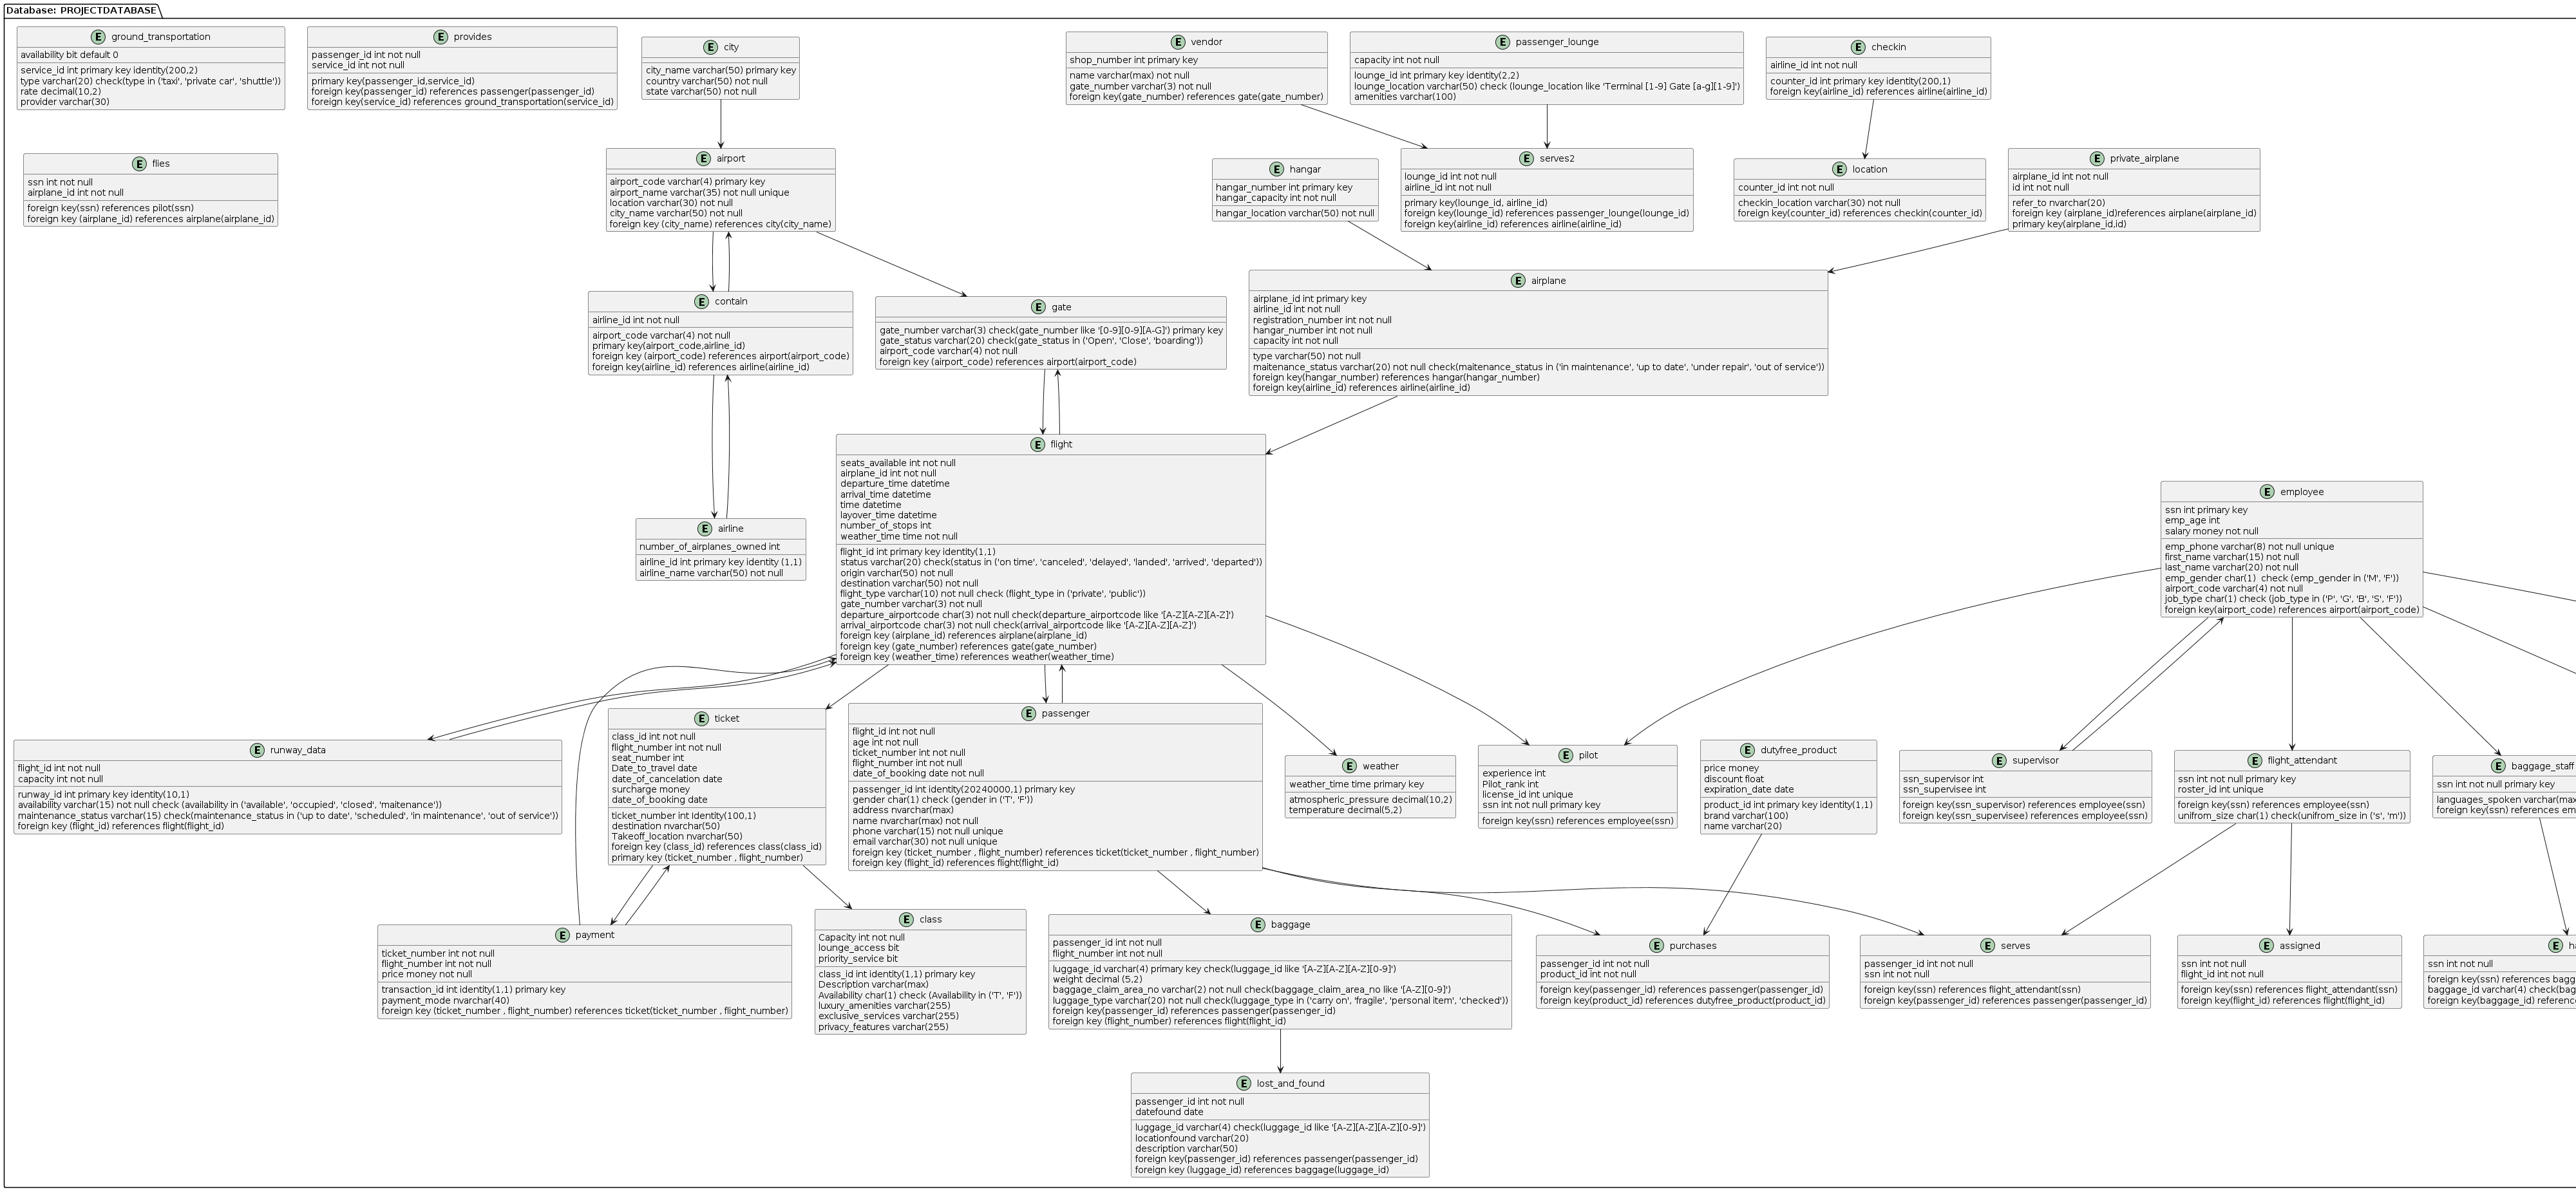 Database: PROJECTDATABASE
E ground_transportation
availability bit default 0
service_id int primary key identity(200,2)
type varchar(20) check(type in ('taxi', 'private car', 'shuttle'))
rate decimal(10,2)
provider varchar(30)
E provides
passenger_id int not null
service_id int not null
primary key(passenger_id,service_id)
foreign key(passenger_id) references passenger(passenger_id)
foreign key(service_id) references ground_transportation(service_id)
E city
city_name varchar(50) primary key
country varchar(50) not null
state varchar(50) not null
E vendor
shop_number int primary key
name varchar(max) not null
gate_number varchar(3) not null
foreign key(gate_number) references gate(gate_number)
E passenger_lounge
capacity int not null
lounge_id int primary key identity(2,2)
lounge_location varchar(50) check (lounge_location like 'Terminal [1-9] Gate [a-g][1-9]')
amenities varchar(100)
E checkin
airline_id int not null
counter_id int primary key identity(200,1)
foreign key(airline_id) references airline(airline_id)
E flies
ssn int not null
airplane_id int not null
foreign key(ssn) references pilot(ssn)
foreign key (airplane_id) references airplane(airplane_id)
E airport
airport_code varchar(4) primary key
airport_name varchar(35) not null unique
location varchar(30) not null
city_name varchar(50) not null
foreign key (city_name) references city(city_name)
E hangar
hangar_number int primary key
hangar_capacity int not null
hangar_location varchar(50) not null
E serves2
lounge_id int not null
airline_id int not null
primary key(lounge_id, airline_id)
foreign key(lounge_id) references passenger_lounge(lounge_id)
foreign key(airline_id) references airline(airline_id)
E location
counter_id int not null
checkin_location varchar(30) not null
foreign key(counter_id) references checkin(counter_id)
E private_airplane
airplane_id int not null
id int not null
refer_to nvarchar(20)
foreign key (airplane_id)references airplane(airplane_id)
primary key(airplane_id,id)
E contain
airline_id int not null
airport_code varchar(4) not null
primary key(airport_code,airline_id)
foreign key (airport_code) references airport(airport_code)
foreign key(airline_id) references airline(airline_id)
E gate
gate_number varchar(3) check(gate_number like '[0-9][0-9][A-G]') primary key
gate_status varchar(20) check(gate_status in ('Open', 'Close', 'boarding'))
airport_code varchar(4) not null
foreign key (airport_code) references airport(airport_code)
E airplane
airplane_id int primary key
airline_id int not null
registration_number int not null
hangar_number int not null
capacity int not null
type varchar(50) not null
maitenance_status varchar(20) not null check(maitenance_status in ('in maintenance', 'up to date', 'under repair', 'out of service'))
foreign key(hangar_number) references hangar(hangar_number)
foreign key(airline_id) references airline(airline_id)
E airline
number_of_airplanes_owned int
airline_id int primary key identity (1,1)
airline_name varchar(50) not null
E flight
seats_available int not null
airplane_id int not null
departure_time datetime
arrival_time datetime
time datetime
layover_time datetime
number_of_stops int
weather_time time not null
flight_id int primary key identity(1,1)
status varchar(20) check(status in ('on time', 'canceled', 'delayed', 'landed', 'arrived', 'departed'))
origin varchar(50) not null
destination varchar(50) not null
flight_type varchar(10) not null check (flight_type in ('private', 'public'))
gate_number varchar(3) not null
departure_airportcode char(3) not null check(departure_airportcode like '[A-Z][A-Z][A-Z]')
arrival_airportcode char(3) not null check(arrival_airportcode like '[A-Z][A-Z][A-Z]')
foreign key (airplane_id) references airplane(airplane_id)
foreign key (gate_number) references gate(gate_number)
foreign key (weather_time) references weather(weather_time)
E employee
ssn int primary key
emp_age int
salary money not null
emp_phone varchar(8) not null unique
first_name varchar(15) not null
last_name varchar(20) not null
emp_gender char(1)  check (emp_gender in ('M', 'F'))
airport_code varchar(4) not null
job_type char(1) check (job_type in ('P', 'G', 'B', 'S', 'F'))
foreign key(airport_code) references airport(airport_code)
E runway_data
flight_id int not null
capacity int not null
runway_id int primary key identity(10,1)
availability varchar(15) not null check (availability in ('available', 'occupied', 'closed', 'maitenance'))
maintenance_status varchar(15) check(maintenance_status in ('up to date', 'scheduled', 'in maintenance', 'out of service'))
foreign key (flight_id) references flight(flight_id)
E ticket
class_id int not null
flight_number int not null
seat_number int
Date_to_travel date
date_of_cancelation date
surcharge money
date_of_booking date
ticket_number int Identity(100,1)
destination nvarchar(50)
Takeoff_location nvarchar(50)
foreign key (class_id) references class(class_id)
primary key (ticket_number , flight_number)
E passenger
flight_id int not null
age int not null
ticket_number int not null
flight_number int not null
date_of_booking date not null
passenger_id int identity(20240000,1) primary key
gender char(1) check (gender in ('T', 'F'))
address nvarchar(max)
name nvarchar(max) not null
phone varchar(15) not null unique
email varchar(30) not null unique
foreign key (ticket_number , flight_number) references ticket(ticket_number , flight_number)
foreign key (flight_id) references flight(flight_id)
E weather
weather_time time primary key
atmospheric_pressure decimal(10,2)
temperature decimal(5,2)
E pilot
experience int
Pilot_rank int
license_id int unique
ssn int not null primary key
foreign key(ssn) references employee(ssn)
E dutyfree_product
price money
discount float
expiration_date date
product_id int primary key identity(1,1)
brand varchar(100)
name varchar(20)
E supervisor
ssn_supervisor int
ssn_supervisee int
foreign key(ssn_supervisor) references employee(ssn)
foreign key(ssn_supervisee) references employee(ssn)
E flight_attendant
ssn int not null primary key
roster_id int unique
foreign key(ssn) references employee(ssn)
unifrom_size char(1) check(unifrom_size in ('s', 'm'))
E baggage_staff
ssn int not null primary key
languages_spoken varchar(max
foreign key(ssn) references em
E payment
ticket_number int not null
flight_number int not null
price money not null
transaction_id int identity(1,1) primary key
payment_mode nvarchar(40)
foreign key (ticket_number , flight_number) references ticket(ticket_number , flight_number)
E class
Capacity int not null
lounge_access bit
priority_service bit
class_id int identity(1,1) primary key
Description varchar(max)
Availability char(1) check (Availability in ('T', 'F'))
luxury_amenities varchar(255)
exclusive_services varchar(255)
privacy_features varchar(255)
E baggage
passenger_id int not null
flight_number int not null
luggage_id varchar(4) primary key check(luggage_id like '[A-Z][A-Z][A-Z][0-9]')
weight decimal (5,2)
baggage_claim_area_no varchar(2) not null check(baggage_claim_area_no like '[A-Z][0-9]')
luggage_type varchar(20) not null check(luggage_type in ('carry on', 'fragile', 'personal item', 'checked'))
foreign key(passenger_id) references passenger(passenger_id)
foreign key (flight_number) references flight(flight_id)
E purchases
passenger_id int not null
product_id int not null
foreign key(passenger_id) references passenger(passenger_id)
foreign key(product_id) references dutyfree_product(product_id)
E serves
passenger_id int not null
ssn int not null
foreign key(ssn) references flight_attendant(ssn)
foreign key(passenger_id) references passenger(passenger_id)
E assigned
ssn int not null
flight_id int not null
foreign key(ssn) references flight_attendant(ssn)
foreign key(flight_id) references flight(flight_id)
E ha
ssn int not null
foreign key(ssn) references bagg
baggage_id varchar(4) check(bag
foreign key(baggage_id) reference
E lost_and_found
passenger_id int not null
datefound date
luggage_id varchar(4) check(luggage_id like '[A-Z][A-Z][A-Z][0-9]')
locationfound varchar(20)
description varchar(50)
foreign key(passenger_id) references passenger(passenger_id)
foreign key (luggage_id) references baggage(luggage_id)